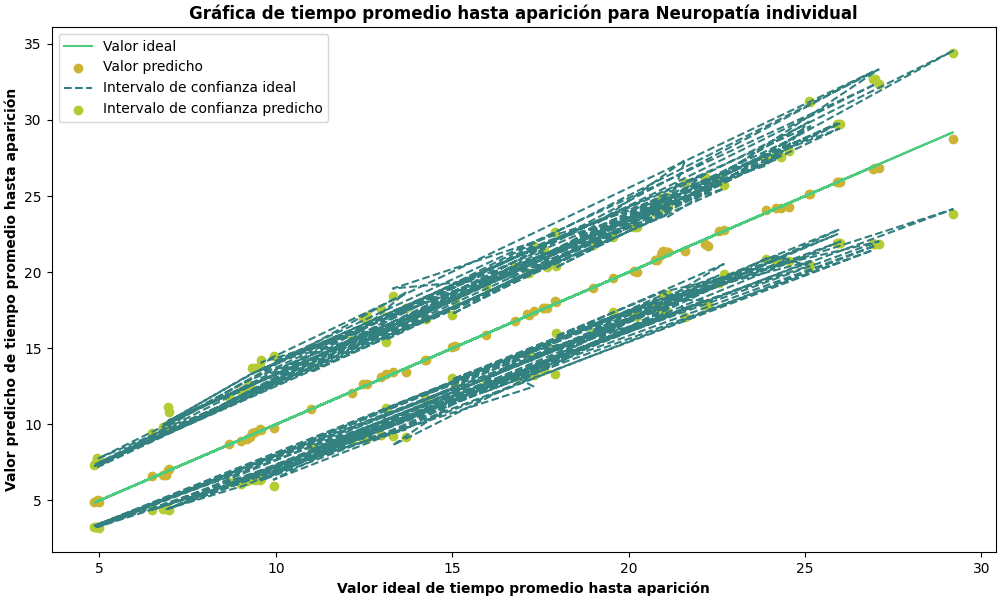 Gráfica de tiempo promedio hasta aparición para Neuropatía individual
Valor ideal
Valor predicho
Intervalo de confianza ideal
Intervalo de confianza predicho
Valor predicho de tiempo promedio hasta aparición
35
30
25
20
15
10
5
5 10 15 20 25 30
Valor ideal de tiempo promedio hasta aparición